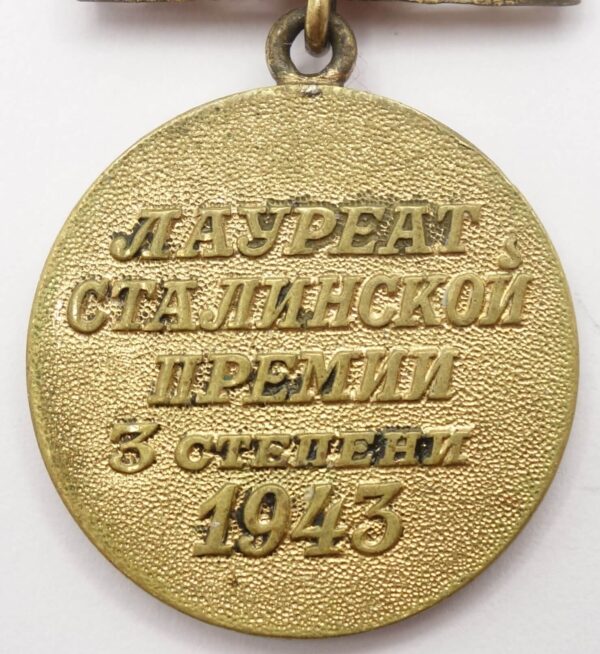 ЛАУРЕАТ
СТАЛИНСКОЙ
ПРЕМИИ
3 СТЕПЕНИ
1943